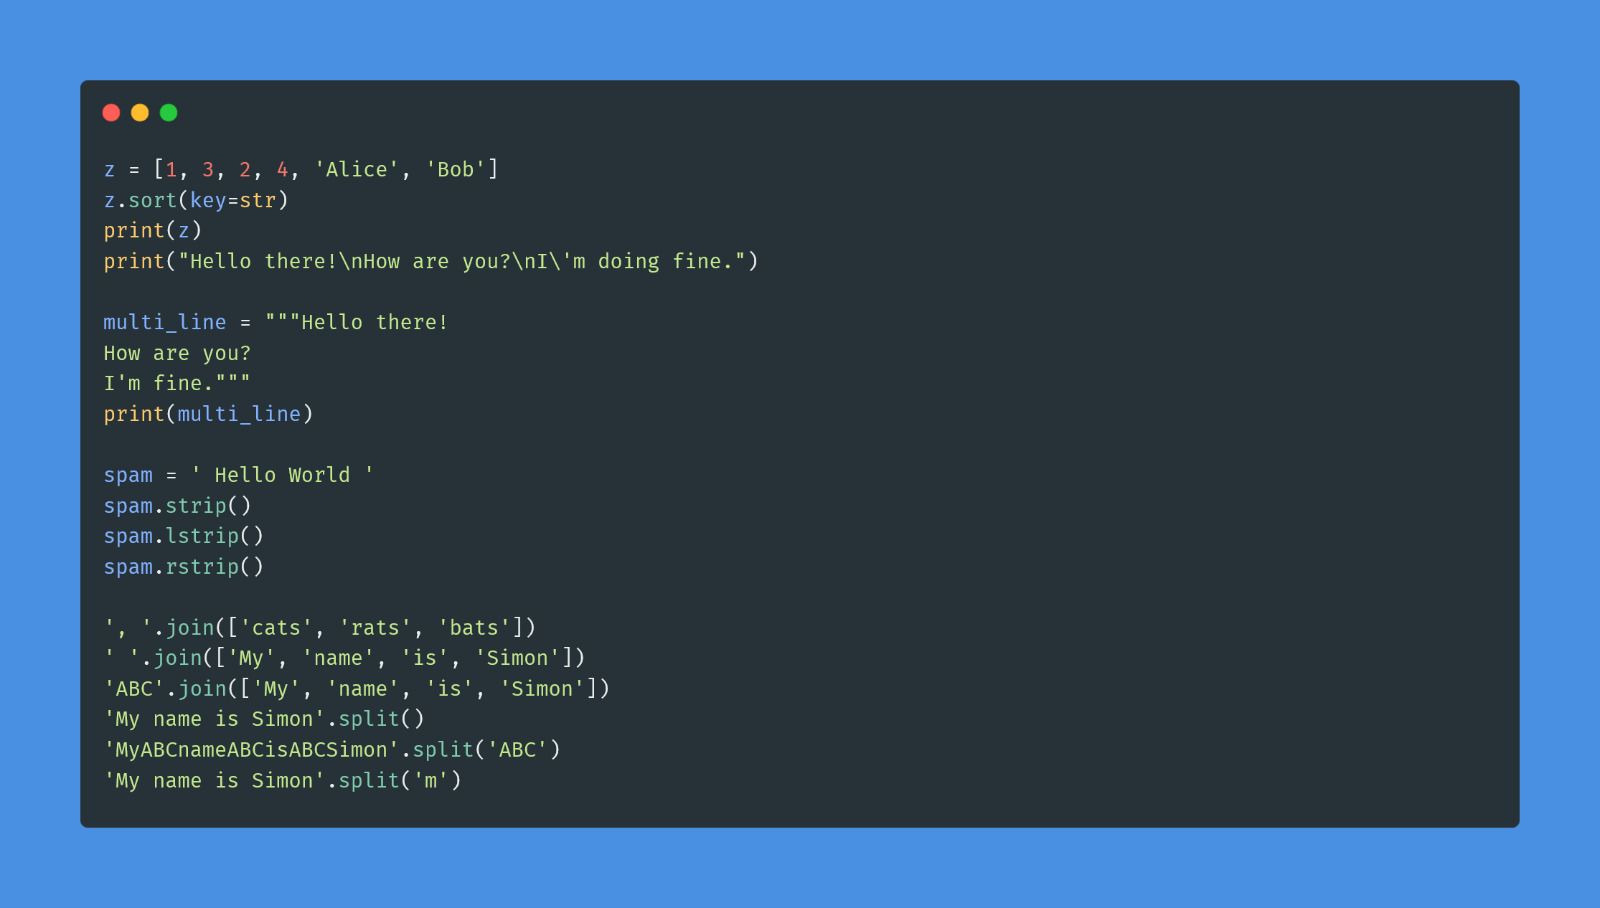 z = [1, 3, 2, 4, 'Alice', 'Bob']
z.sort(key=str)
print(z)
print("Hello there!\nHow are you?\nI\'m doing fine.")
multi_line = """Hello there!
How are you?
I'm fine."""
print(multi_line)
spam = ' Hello World '
spam.strip()
spam.lstrip()
spam.rstrip()
', '.join(['cats', 'rats', 'bats'])
' '.join(['My', 'name', 'is', 'Simon'])
'ABC'.join(['My', 'name', 'is', 'Simon'])
'My name is Simon'.split()
'MyABCnameABCisABCSimon'.split('ABC')
'My name is Simon'.split('m')